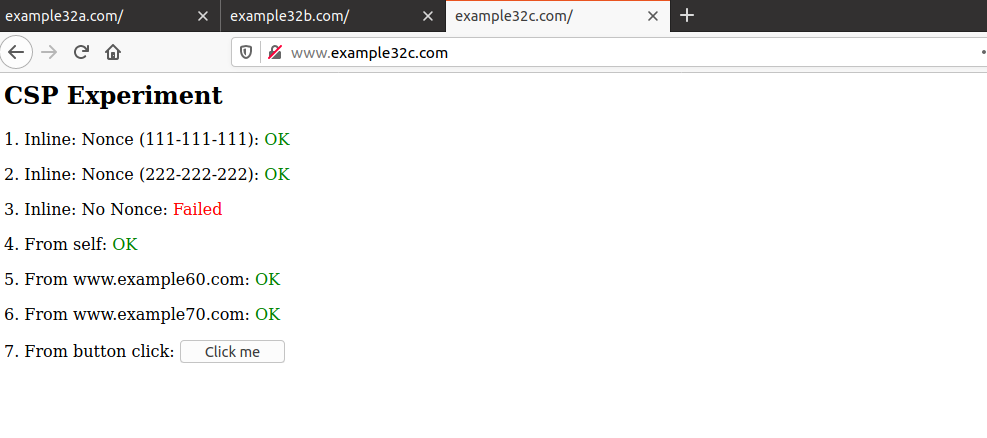 example32a.com/ example32b.com/ example32c.com/
www.example32c.com
CSP Experiment
1. Inline: Nonce (111-111-111): OK
2. Inline: Nonce (222-222-222): OK
3. Inline: No Nonce: Failed
4. From self: OK
5. From www.example60.com: OK
6. From www.example70.com: OK
7. From button click: Click me